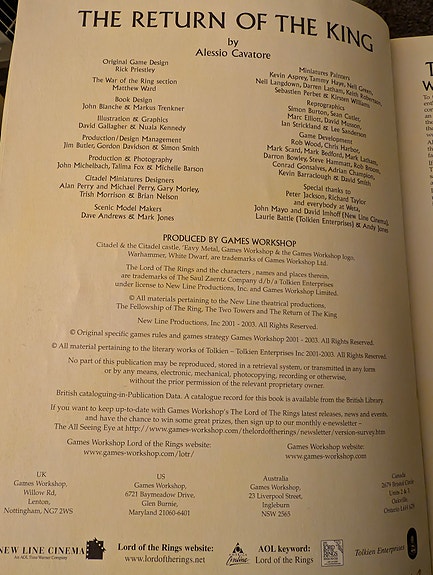 THE RETURN OF THE KING
by
Alessio Cavatore
Original Game Design
Rick Priestley
The War of the Ring section
Matthew Ward
Book Design
John Blanche & Markus Trenkner
Illustration & Graphics
David Gallagher & Nuala Kennedy
Production/Design Management
Jim Butler, Gordon Davidson & Simon Smith
Production & Photography
John Michelbach, Talima Fox & Michelle Barson
Citadel Miniatures Designers
Alan Perry and Michael Perry, Gary Morley,
Trish Morrison & Brian Nelson
Scenic Model Makers
Dave Andrews & Mark Jones
Miniatures Painters
Kevin Asprey, Tammy Haye, Neil Green,
Neil Langdown, Darren Latham, Keith Robertson,
Sebastien Perbet & Kirsten Williams
Reprographics
Simon Burton, Sean Cutler,
Marc Elliott, David Musson,
Ian Strickland & Lee Sanderson
Game Development
Rob Wood, Chris Harbor,
Mark Scard, Mark Bedford, Mark Latham,
Darron Bowley, Steve Hammatt, Rob Broom,
Conrad Gonsalves, Adrian Champion,
Kevin Barraclough & David Smith
Special thanks to
Peter Jackson, Richard Taylor
and everybody at Weta,
John Mayo and David Imhoff (New Line Cinema),
Laurie Battle (Tolkien Enterprises) & Andy Jones
PRODUCED BY GAMES WORKSHOP
Citadel & the Citadel castle, 'Eavy Metal, Games Workshop & the Games Workshop logo,
Warhammer, White Dwarf, are trademarks of Games Workshop Ltd.
The Lord of The Rings and the characters , names and places therein,
are trademarks of The Saul Zaentz Company d/b/a Tolkien Enterprises
under license to New Line Productions, Inc. and Games Workshop Limited.
© All materials pertaining to the New Line theatrical productions,
The Fellowship of The Ring, The Two Towers and The Return of The King
New Line Productions, Inc 2001 - 2003. All Rights Reserved.
© Original specific games rules and games strategy Games Workshop 2001 - 2003. All Rights Reserved.
© All material pertaining to the literary works of Tolkien – Tolkien Enterprises Inc 2001-2003. All Rights Reserved.
No part of this publication may be reproduced, stored in a retrieval system, or transmitted in any form
or by any means, electronic, mechanical, photocopying, recording or otherwise,
without the prior permission of the relevant proprietary owner.
British cataloguing-in-Publication Data. A catalogue record for this book is available from the British Library.
If you want to keep up-to-date with Games Workshop's The Lord of The Rings latest releases, news and events,
and have the chance to win some great prizes, then sign up to our monthly e-newsletter –
The All Seeing Eye at http://www.games-workshop.com/thelordoftherings/newsletter/version-survey.htm
Games Workshop Lord of the Rings website:
www.games-workshop.com/lotr/
Games Workshop website:
www.games-workshop.com
UK
Games Workshop,
Willow Rd,
Lenton,
Nottingham, NG7 2WS
US
Games Workshop,
6721 Baymeadow Drive,
Glen Burnie,
Maryland 21060-6401
Australia
Games Workshop,
23 Liverpool Street,
Ingleburn
NSW 2565
Canada
2679 Bristol Circle
Units 2 & 3
Oakville
Ontario L6H 6Z8
NEW LINE CINEMA
An AOL Time Warner Company
Lord of the Rings website:
www.lordoftherings.net
AOL keyword:
Lord of the Rings
Tolkien Enterprises